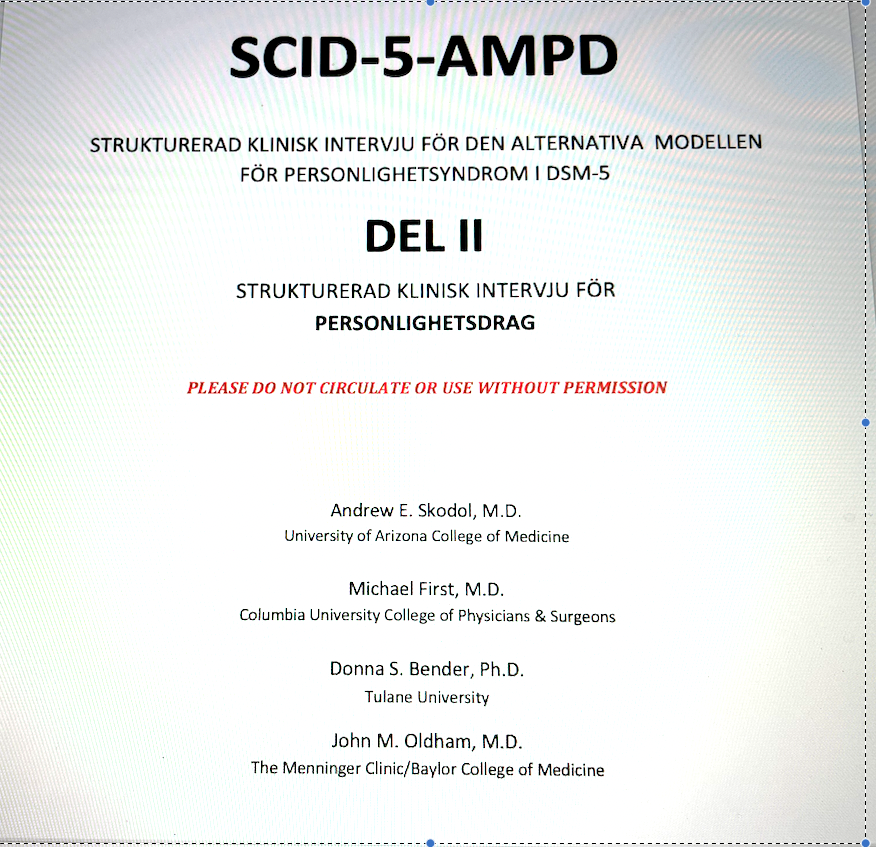 SCID-5-AMPD
STRUKTURERAD KLINISK INTERVJU FÖR DEN ALTERNATIVA MODELLEN
FÖR PERSONLIGHETSYNDROM I DSM-5
DEL II
STRUKTURERAD KLINISK INTERVJU FÖR
PERSONLIGHETSDRAG
PLEASE DO NOT CIRCULATE OR USE WITHOUT PERMISSION
Andrew E. Skodol, M.D.
University of Arizona College of Medicine
Michael First, M.D.
Columbia University College of Physicians & Surgeons
Donna S. Bender, Ph.D.
Tulane University
John M. Oldham, M.D.
The Menninger Clinic/Baylor College of Medicine